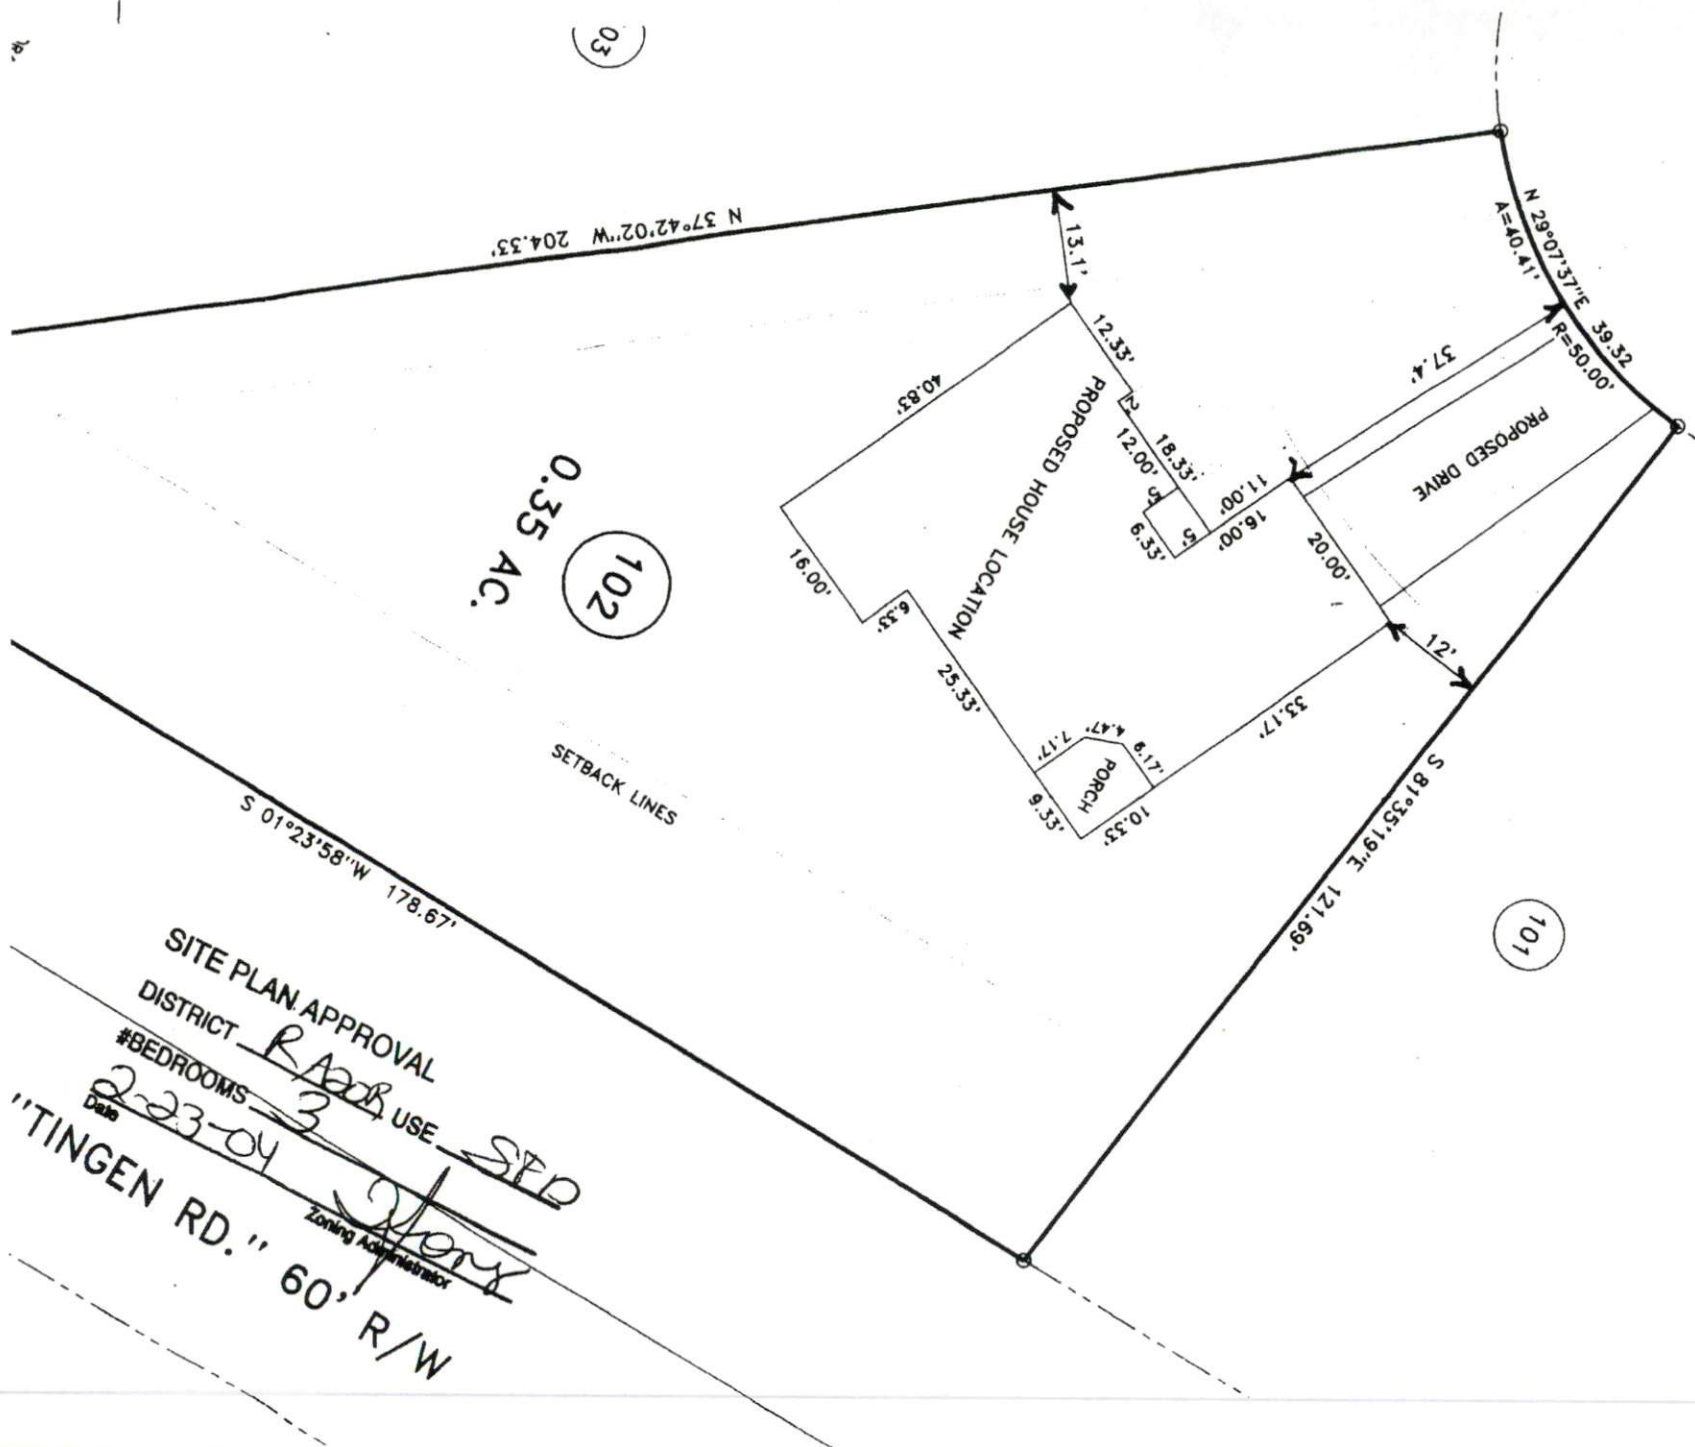 03
N 37°42'02"W 204.33'
N 29°07'37"E 39.32
A=40.41'
R=50.00'
13.1'
12.33'
2'
37.4'
40.83'
PROPOSED DRIVE
18.33'
12.00'
11.00'
5'
5'
16.00'
6.33'
20.00'
PROPOSED HOUSE LOCATION
0.35 AC.
102
16.00'
6.33'
12'
25.33'
33.17'
7.17'
4.47'
6.17'
PORCH
9.33'
10.33'
SETBACK LINES
S 81°35'19"E 121.69'
101
S 01°23'58"W 178.67'
SITE PLAN APPROVAL
DISTRICT RA20R USE SFD
#BEDROOMS 3
2-23-04
Date
Zoning Administrator
"TINGEN RD." 60' R/W